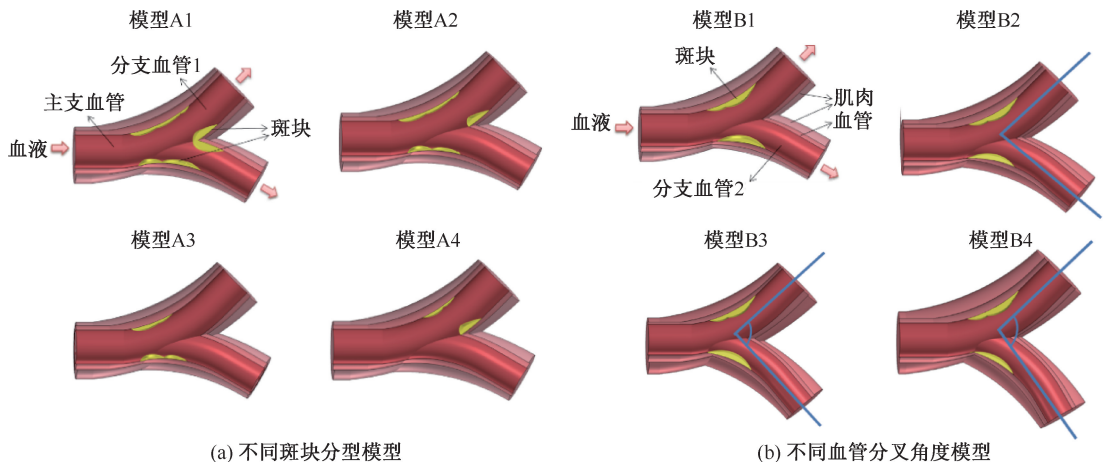 模型A1
模型A2
模型B1
模型B2
分支血管1
主支血管
斑块
血液
斑块
肌肉
血管
血液
分支血管2
模型A3
模型A4
模型B3
模型B4
(a) 不同斑块分型模型
(b) 不同血管分叉角度模型